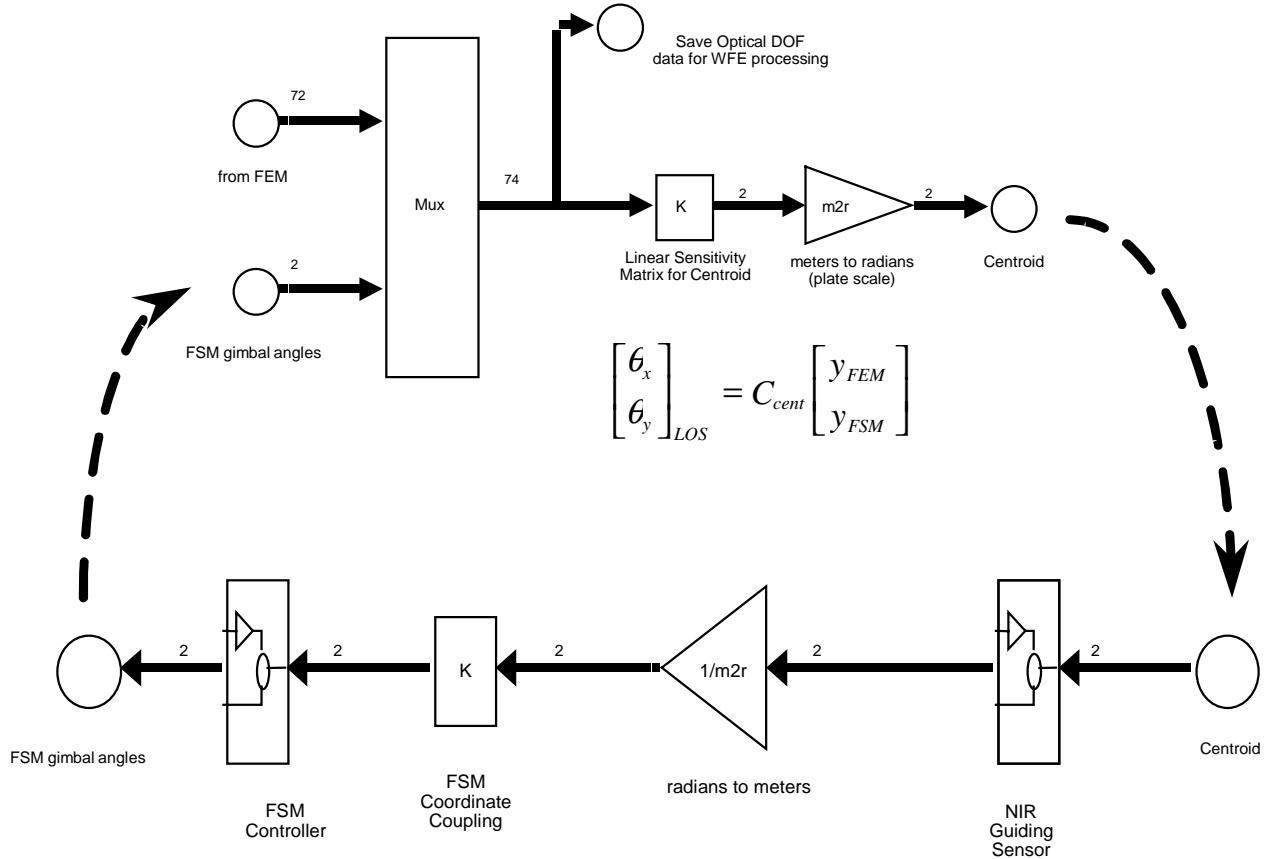 Save Optical DOF
data for WFE processing
72
from FEM
Mux
74
K
2
m2r
2
Linear Sensitivity
Matrix for Centroid
meters to radians
(plate scale)
Centroid
2
FSM gimbal angles
[θx θy]LOS = Ccent [yFEM yFSM]
2
2
K
2
1/m2r
2
2
FSM gimbal angles
FSM
Controller
FSM
Coordinate
Coupling
radians to meters
NIR
Guiding
Sensor
Centroid